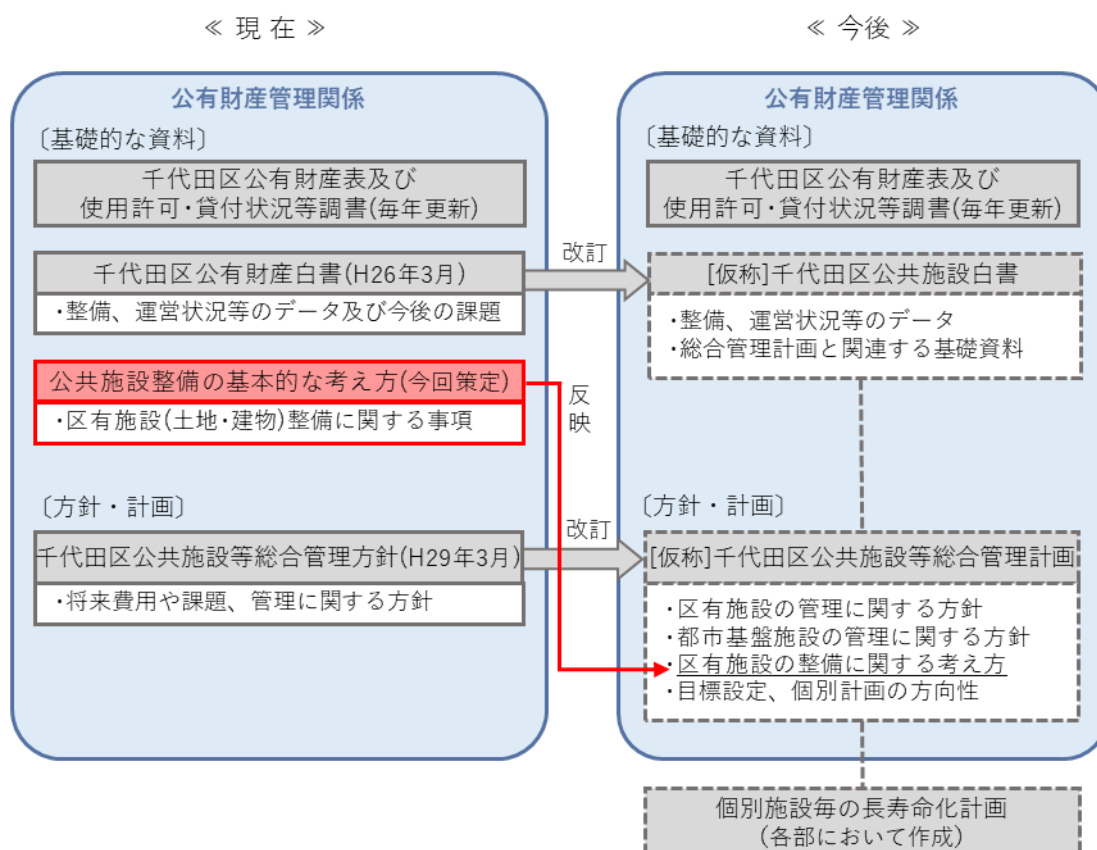 ≪ 現 在 ≫
公有財産管理関係
〔基礎的な資料〕
千代田区公有財産表及び
使用許可・貸付状況等調書(毎年更新)
千代田区公有財産白書(H26年3月)
・整備、運営状況等のデータ及び今後の課題
公共施設整備の基本的な考え方(今回策定)
・区有施設(土地・建物)整備に関する事項
〔方針・計画〕
千代田区公共施設等総合管理方針(H29年3月)
・将来費用や課題、管理に関する方針
改訂
反
映
改訂
≪ 今後 ≫
公有財産管理関係
〔基礎的な資料〕
千代田区公有財産表及び
使用許可・貸付状況等調書(毎年更新)
[仮称]千代田区公共施設白書
・整備、運営状況等のデータ
・総合管理計画と関連する基礎資料
〔方針・計画〕
[仮称]千代田区公共施設等総合管理計画
・区有施設の管理に関する方針
・都市基盤施設の管理に関する方針
・区有施設の整備に関する考え方
・目標設定、個別計画の方向性
個別施設毎の長寿命化計画
(各部において作成)